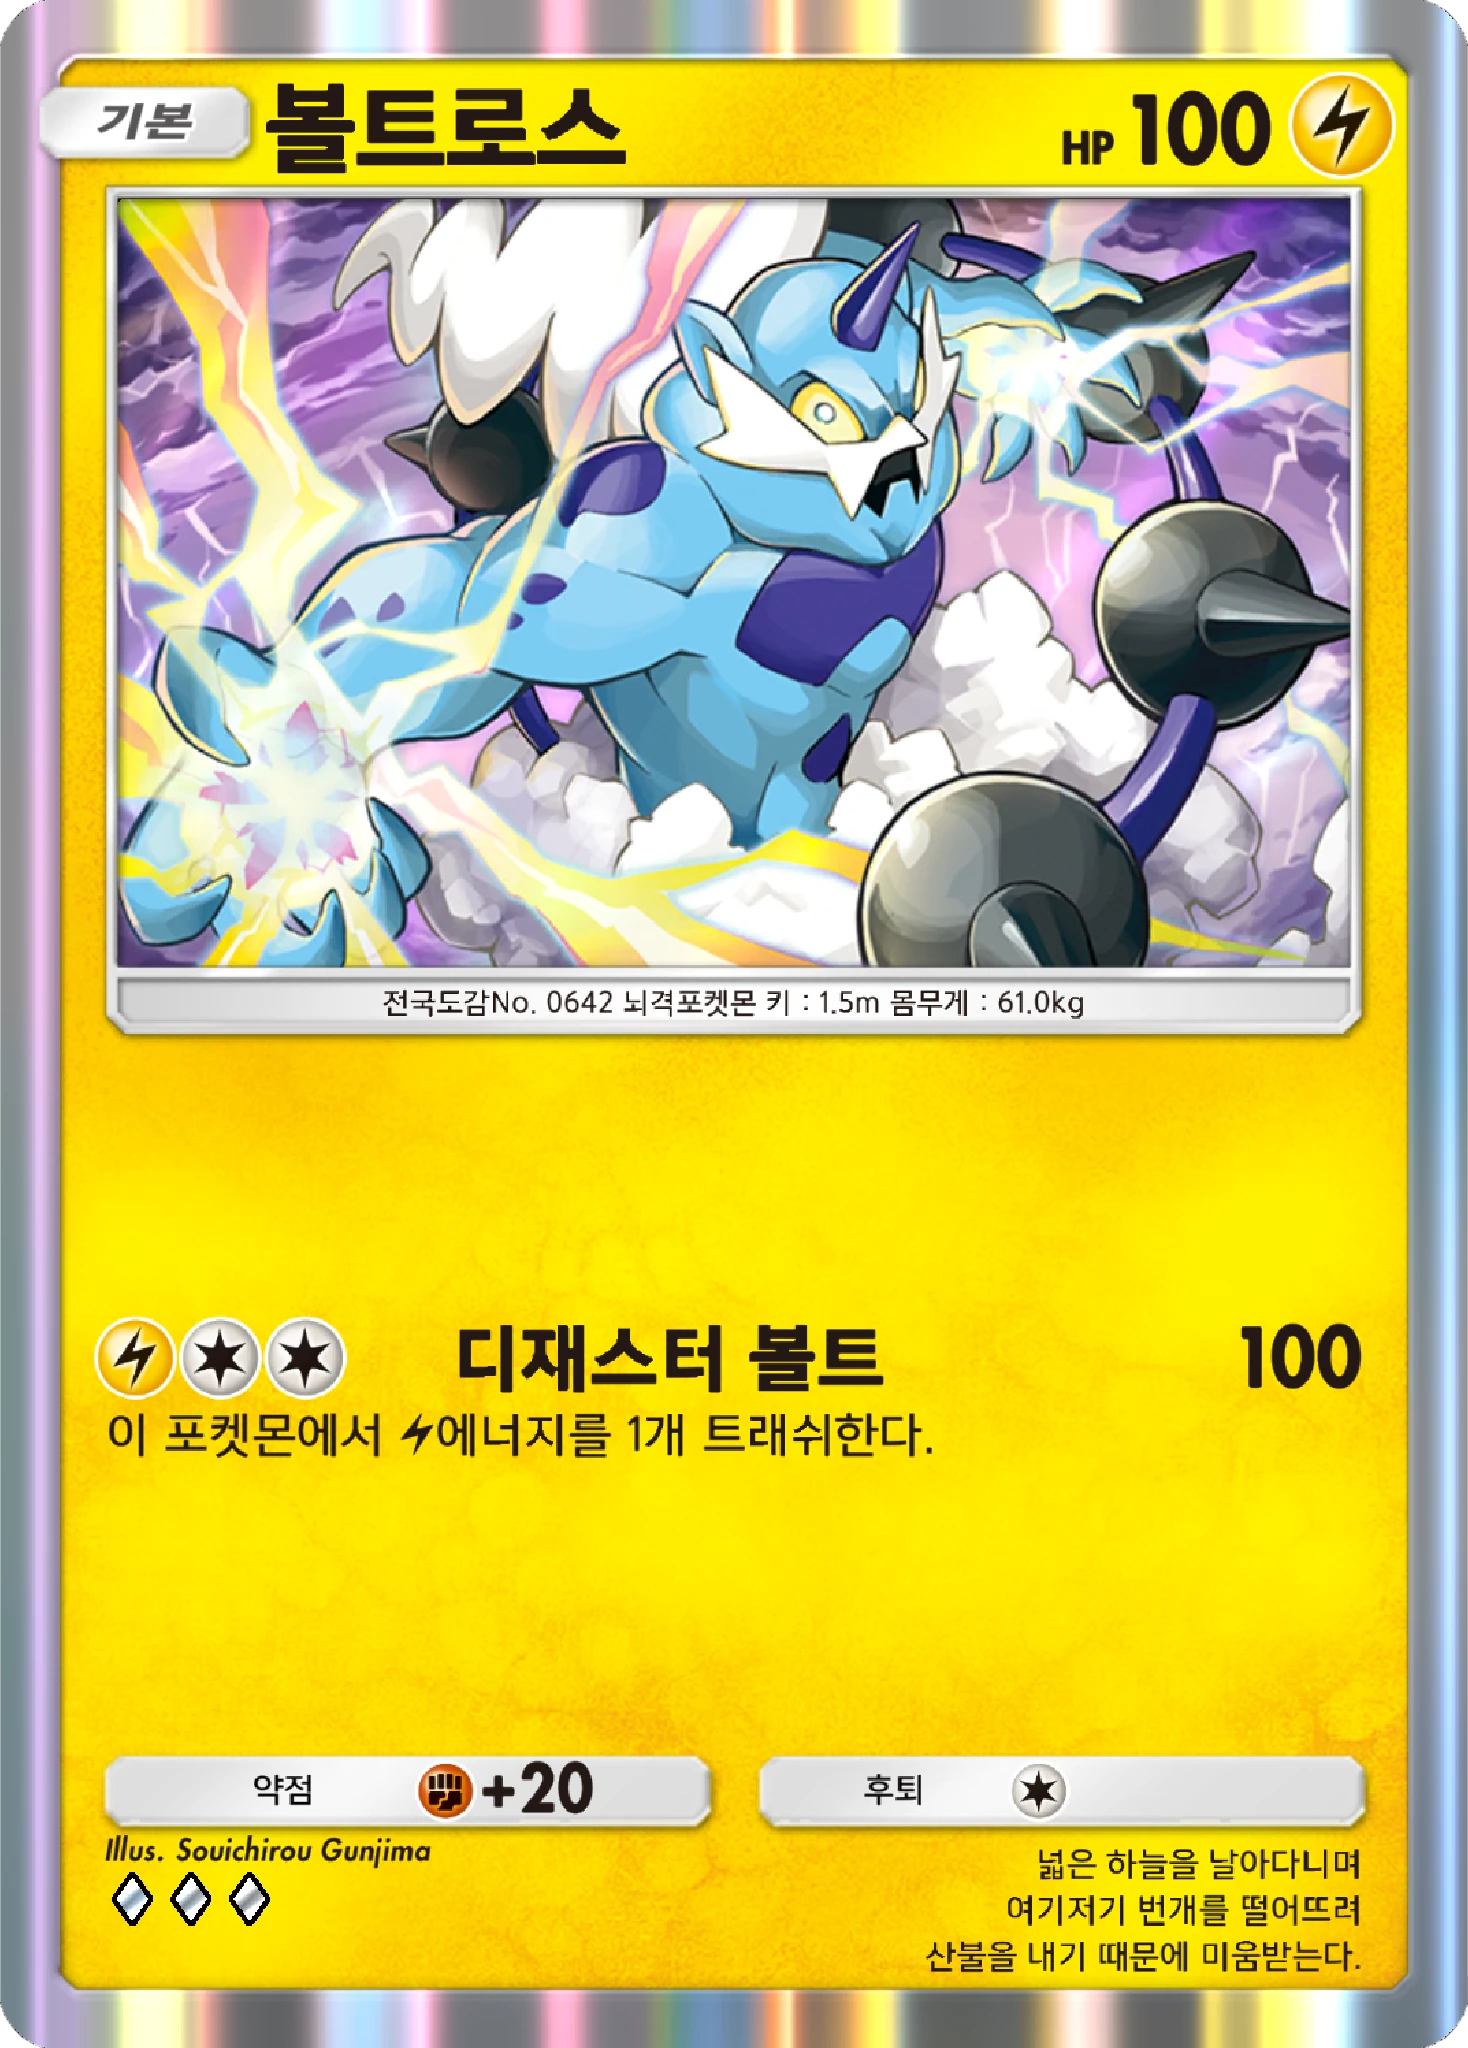 기본 볼트로스 HP 100
전국도감No. 0642 뇌격포켓몬 키 : 1.5m 몸무게 : 61.0kg
디재스터 볼트 100
이 포켓몬에서 에너지를 1개 트래쉬한다.
약점 +20 후퇴
Illus. Souichirou Gunjima
넓은 하늘을 날아다니며
여기저기 번개를 떨어뜨려
산불을 내기 때문에 미움받는다.